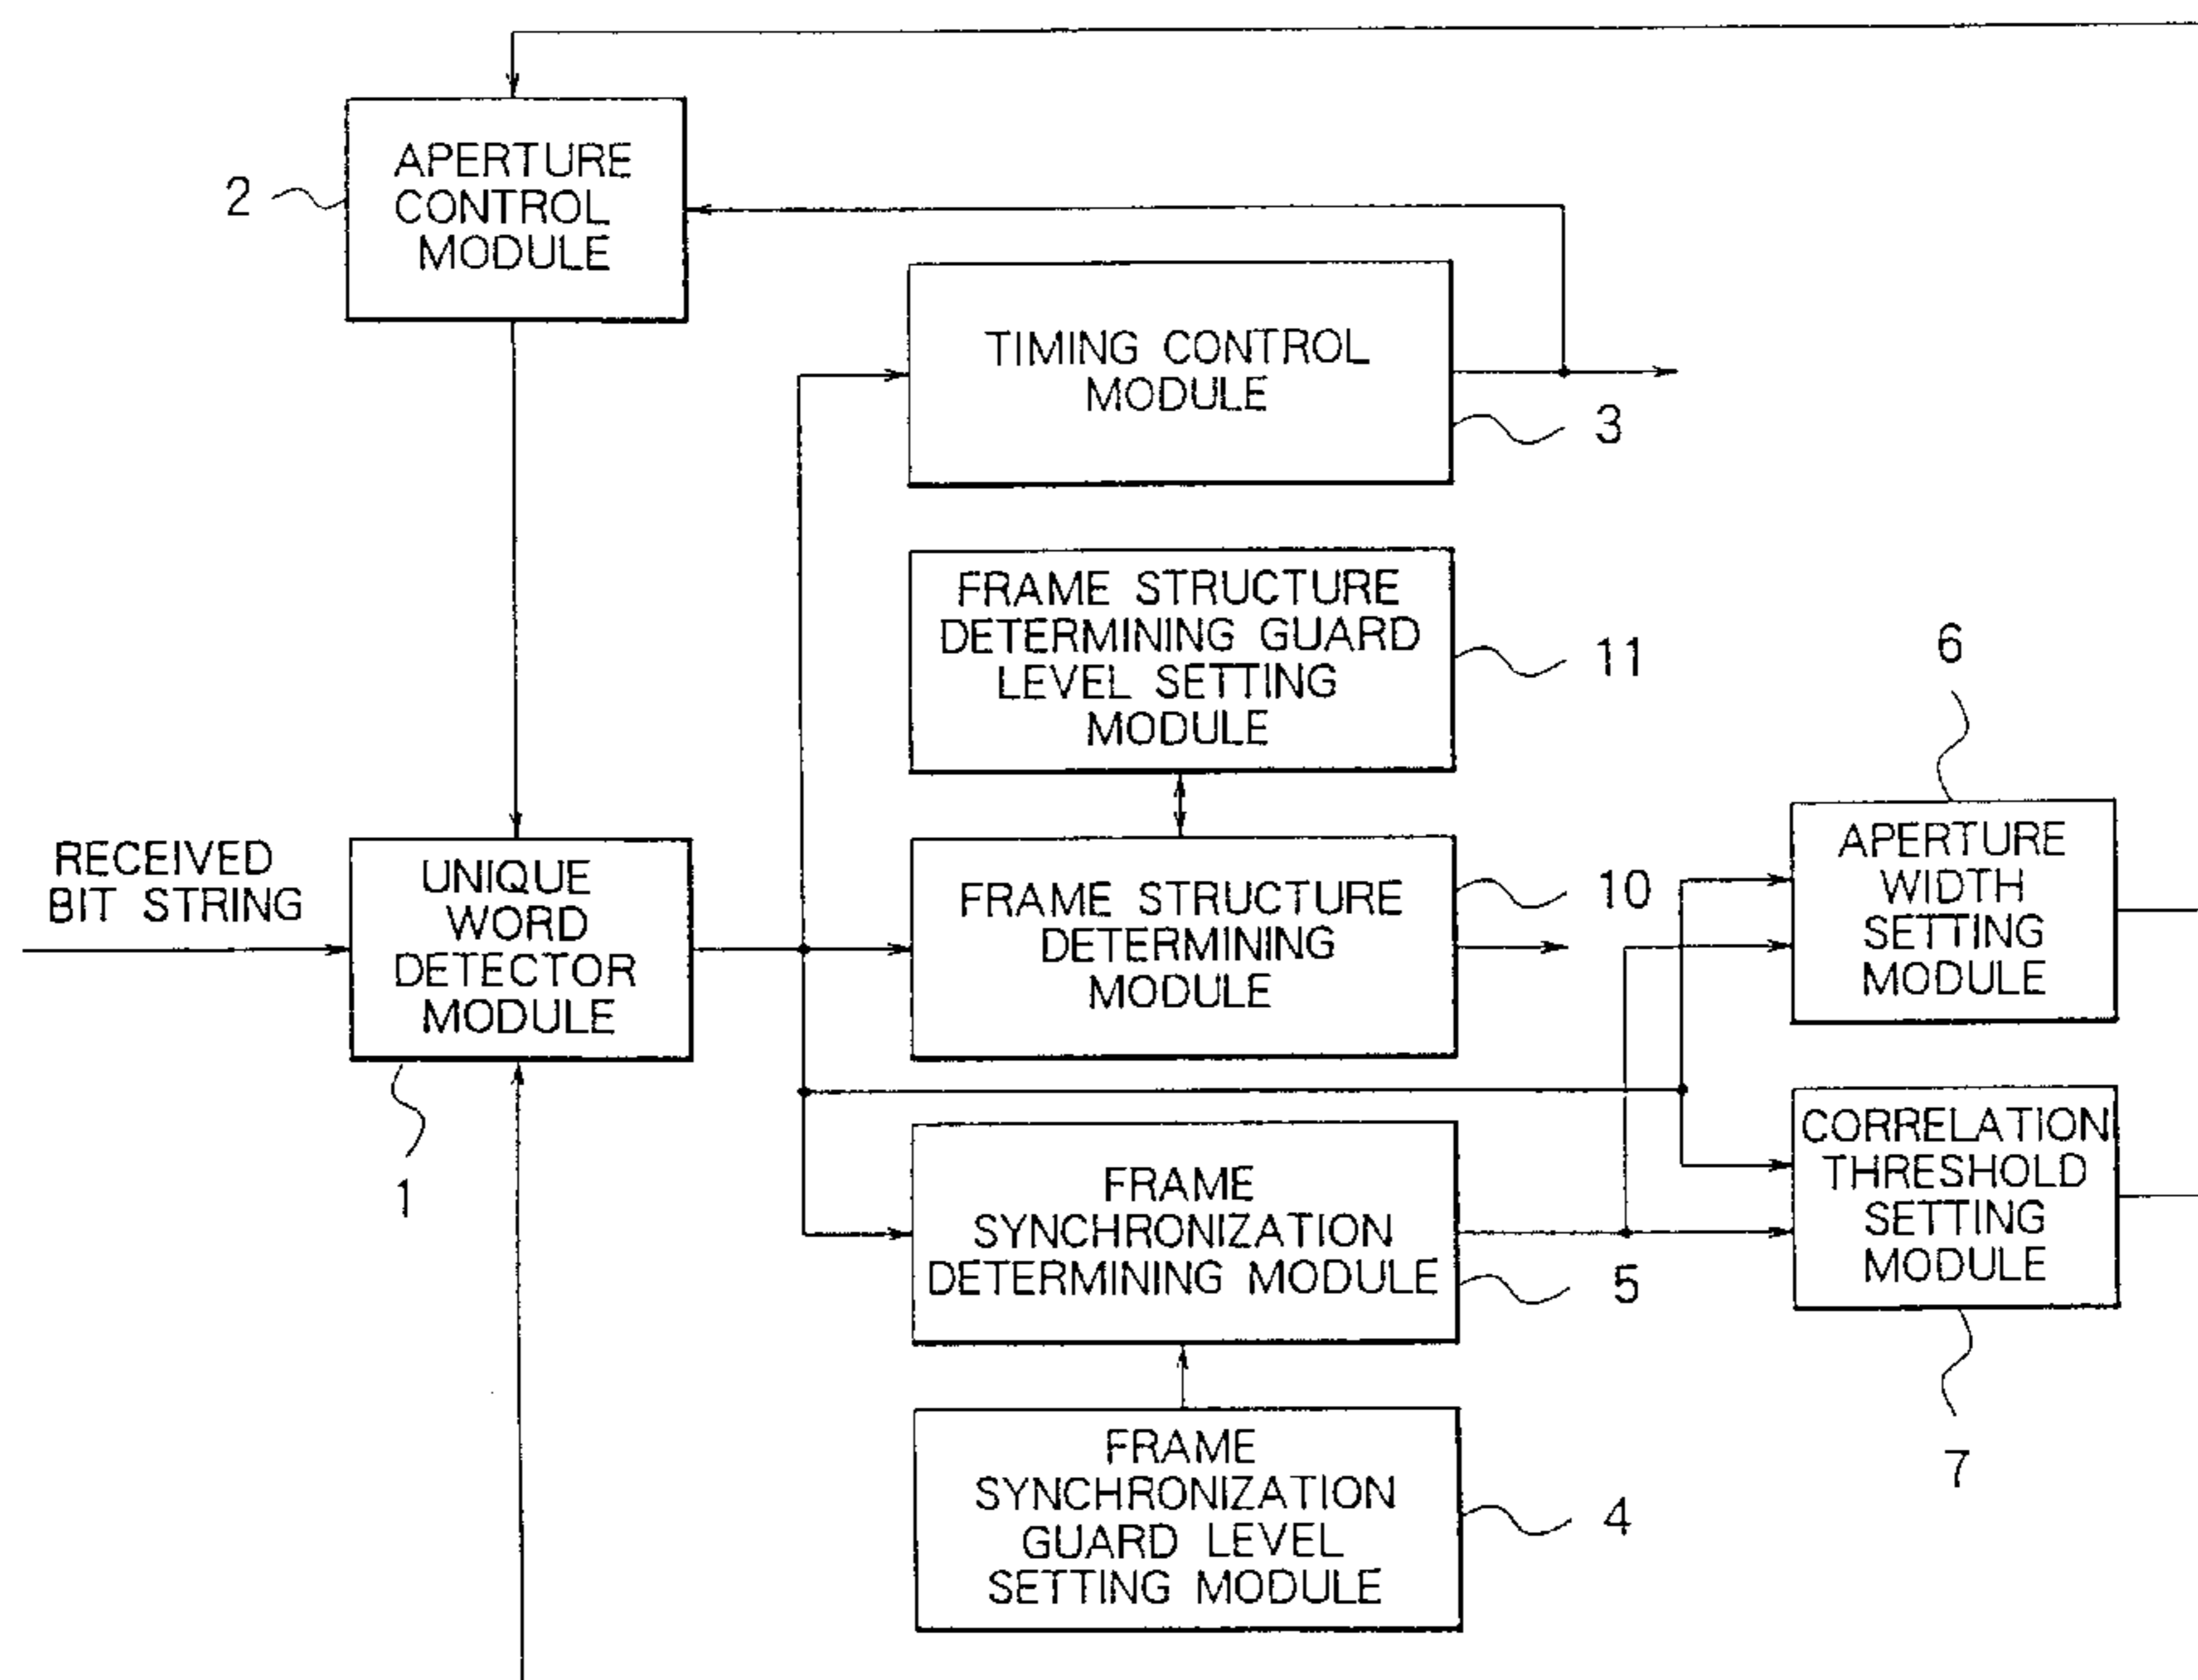 APERTURE
CONTROL
MODULE
2
TIMING CONTROL
MODULE
3
FRAME STRUCTURE
DETERMINING GUARD
LEVEL SETTING
MODULE
11
6
RECEIVED
BIT STRING
UNIQUE
WORD
DETECTOR
MODULE
1
FRAME STRUCTURE
DETERMINING
MODULE
10
APERTURE
WIDTH
SETTING
MODULE
CORRELATION
THRESHOLD
SETTING
MODULE
7
FRAME
SYNCHRONIZATION
DETERMINING MODULE
5
FRAME
SYNCHRONIZATION
GUARD LEVEL
SETTING MODULE
4